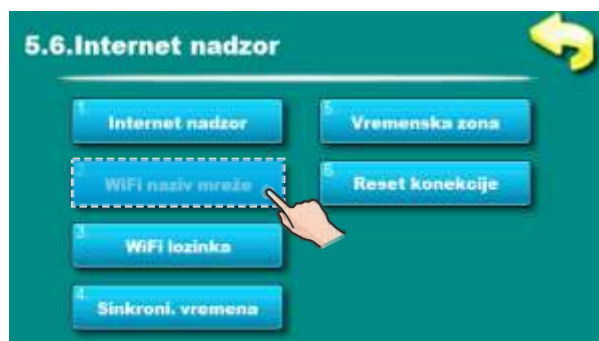 5.6.Internet nadzor
1.
Internet nadzor
2.
WiFi naziv mreže
3.
WiFi lozinka
4.
Sinkroni. vremena
5.
Vremenska zona
6.
Reset konekcije